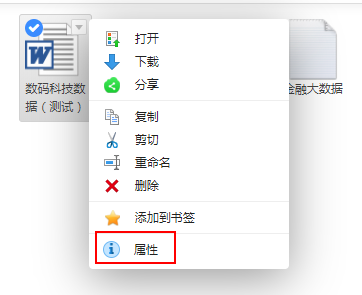 打开
下载
分享
复制
剪切
重命名
删除
添加到书签
属性
数码科技数
据（测试）
金融大数据